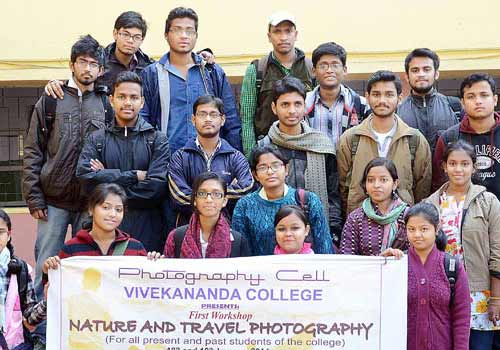 PHOTOGRAPHY CELL
VIVEKANANDA COLLEGE
PRESENTS:
First Workshop
NATURE AND TRAVEL PHOTOGRAPHY
(For all present and past students of the college)